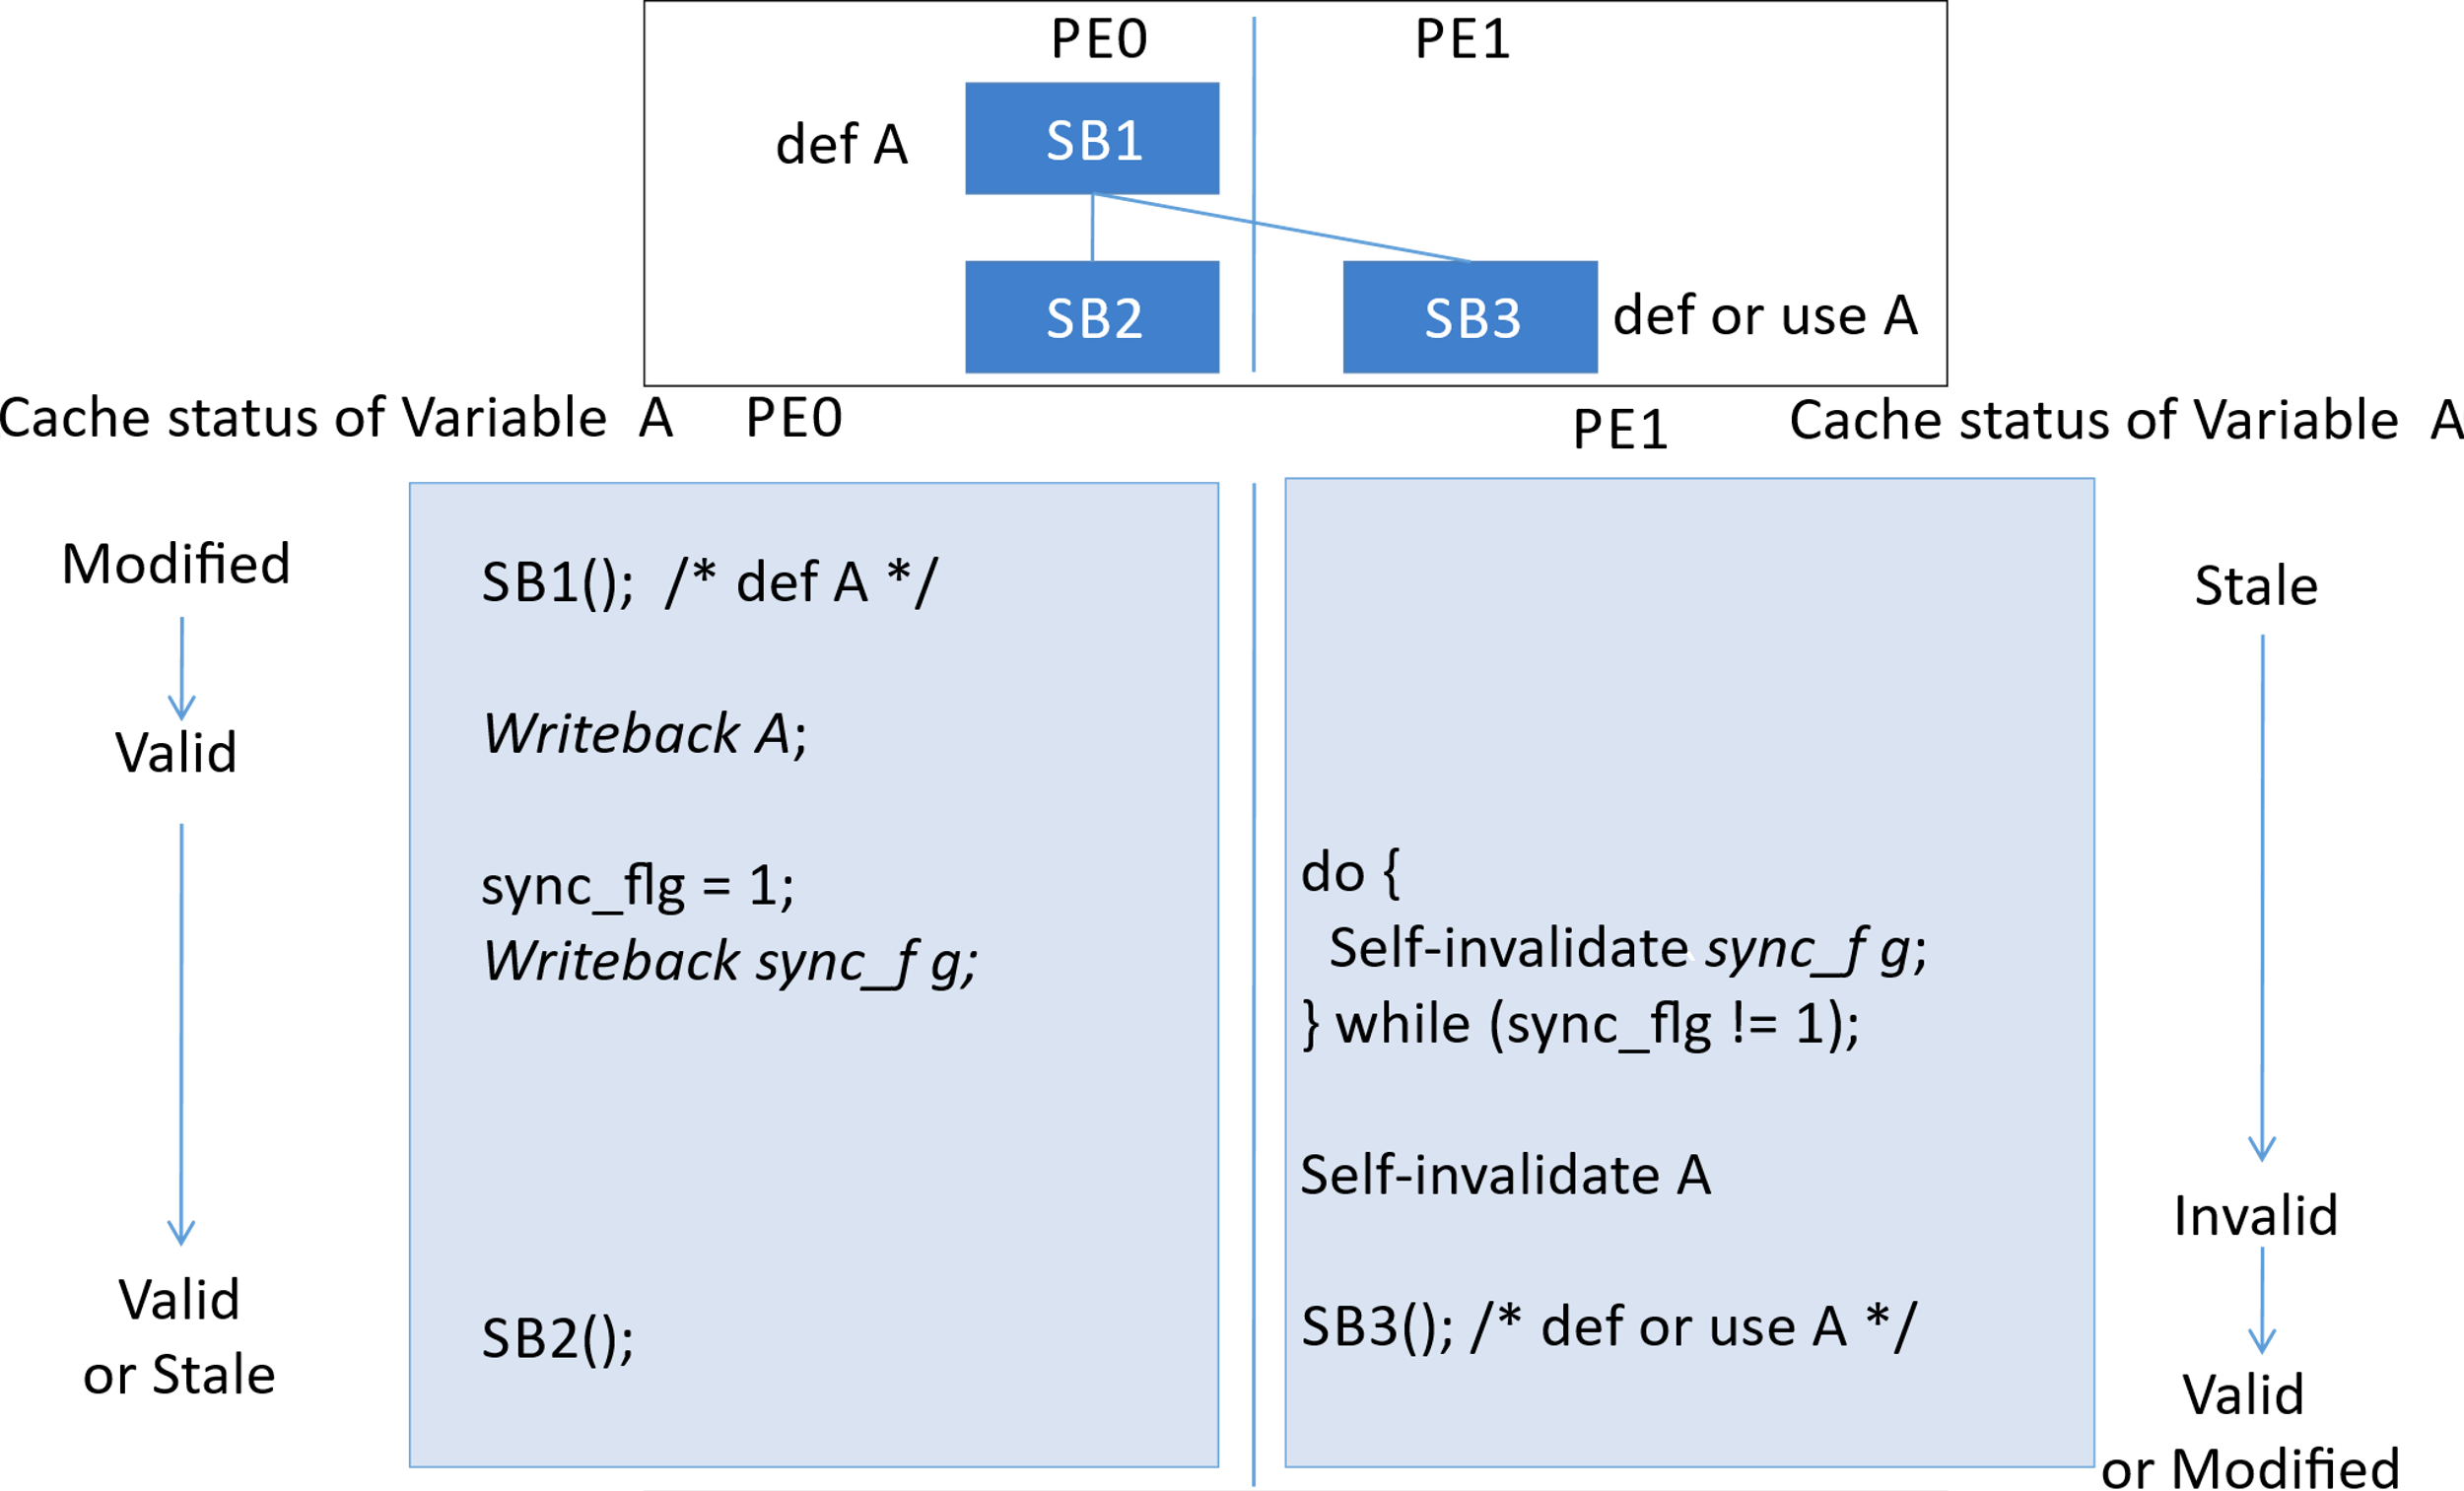 PE0 PE1
def A SB1
SB2 SB3 def or use A
Cache status of Variable A PE0 PE1 Cache status of Variable A
Modified
Valid
Valid
or Stale
SB1(); /* def A */
Writeback A;
sync_flg = 1;
Writeback sync_f g;
SB2();
do {
Self-invalidate sync_f g;
} while (sync_flg != 1);
Self-invalidate A
SB3(); /* def or use A */
Stale
Invalid
Valid
or Modified